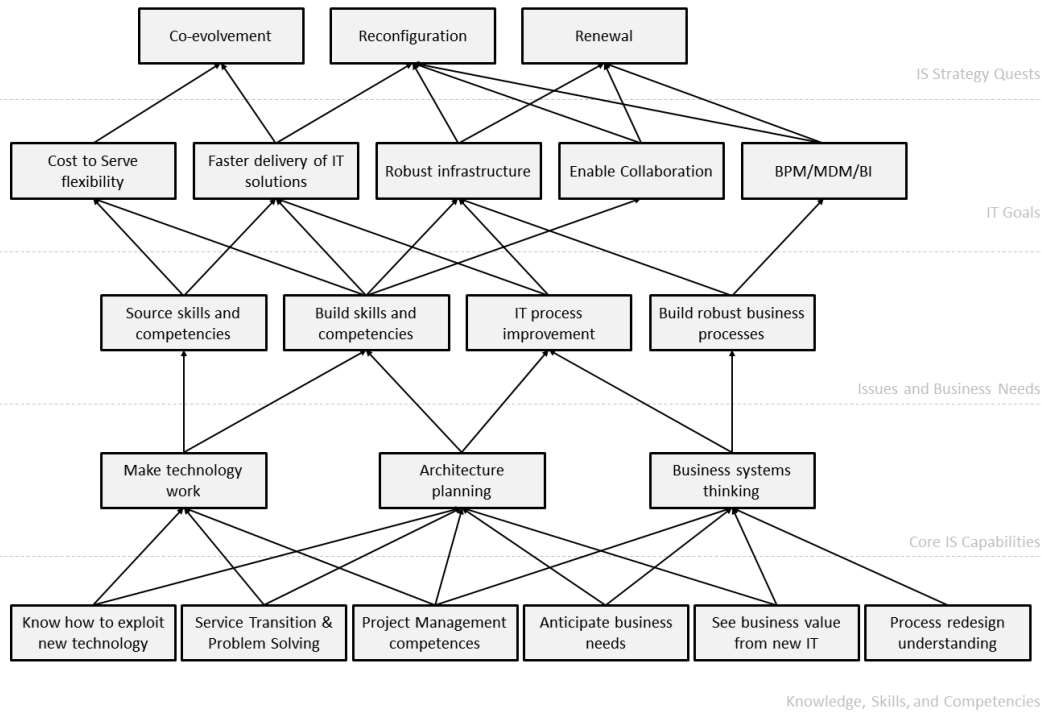 Co-evolvement
Reconfiguration
Renewal
IS Strategy Quests
Cost to Serve
flexibility
Faster delivery of IT
solutions
Robust infrastructure
Enable Collaboration
BPM/MDM/BI
IT Goals
Source skills and
competencies
Build skills and
competencies
IT process
improvement
Build robust business
processes
Issues and Business Needs
Make technology
work
Architecture
planning
Business systems
thinking
Core IS Capabilities
Know how to exploit
new technology
Service Transition &
Problem Solving
Project Management
competences
Anticipate business
needs
See business value
from new IT
Process redesign
understanding
Knowledge, Skills, and Competencies